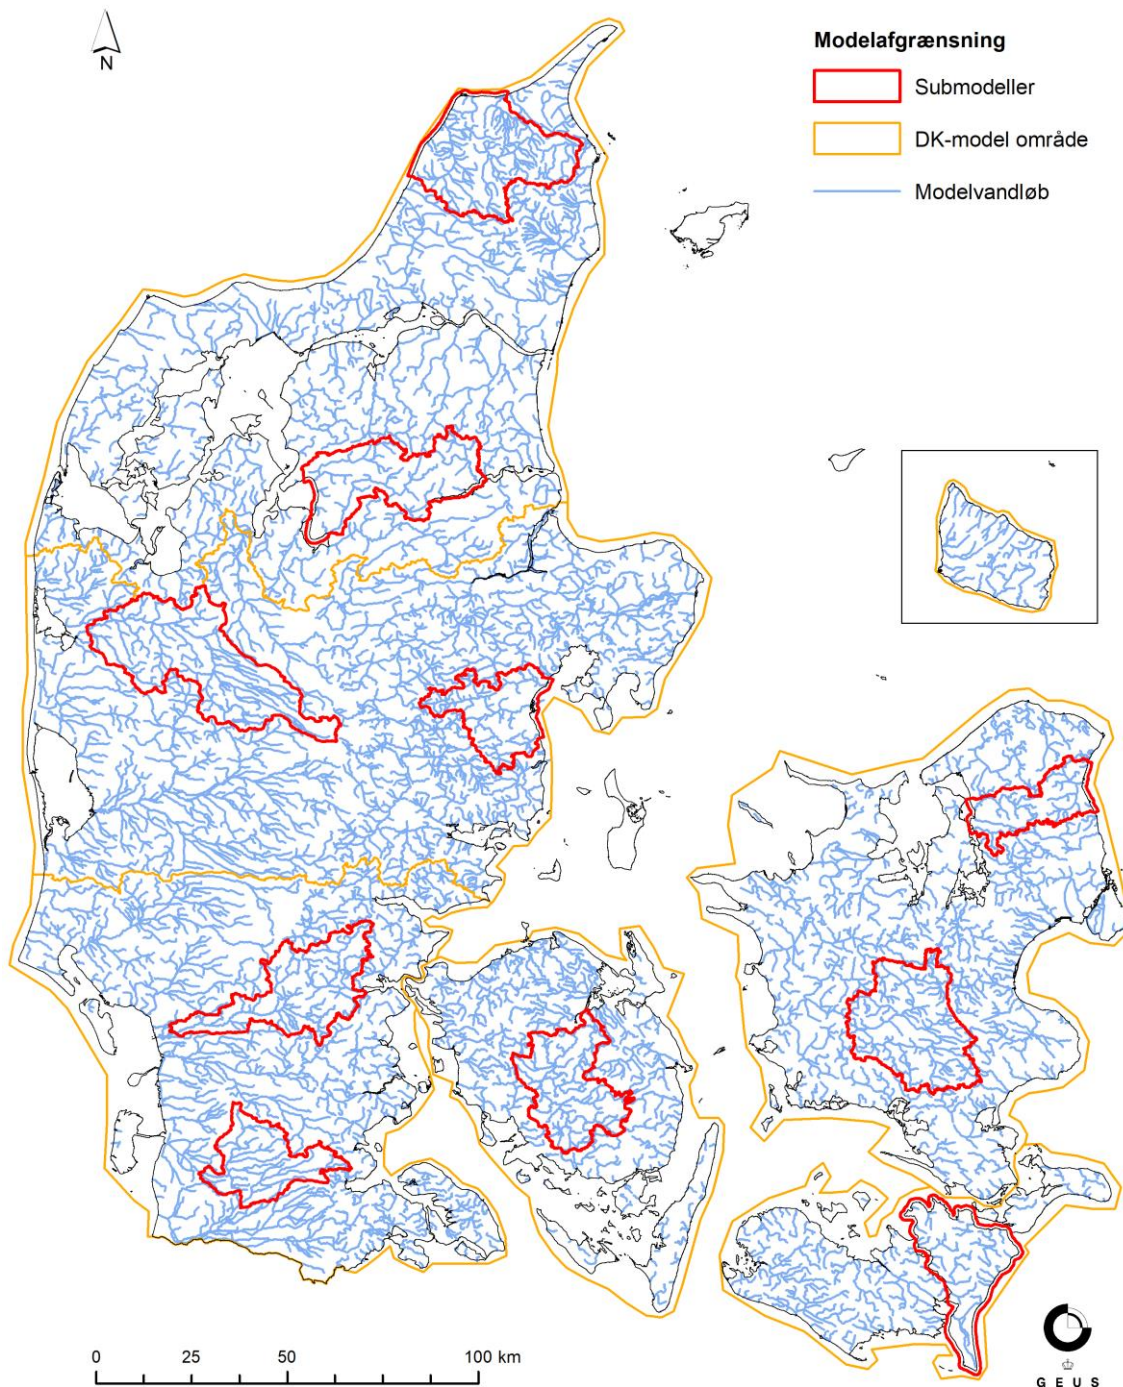 N
Modelafgrænsning
Submodeller
DK-model område
Modelvandløb
0 25 50 100 km
G E U S